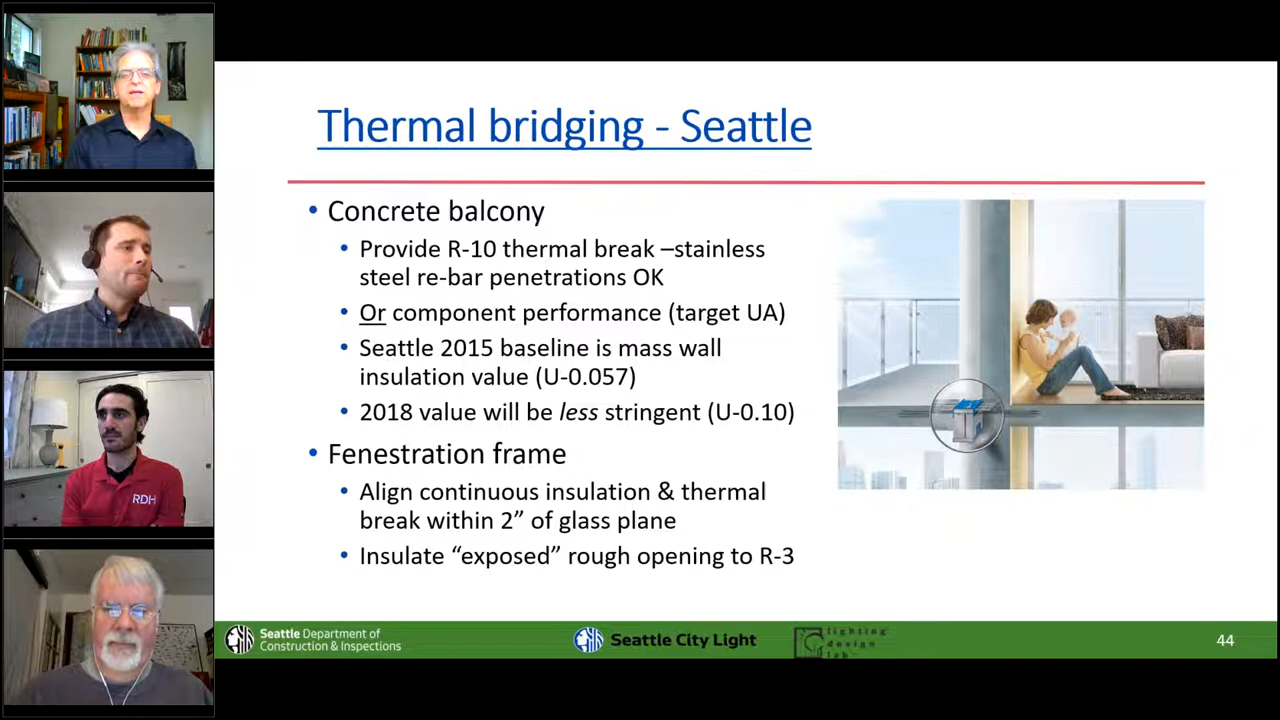 Thermal bridging - Seattle
• Concrete balcony
• Provide R-10 thermal break –stainless
steel re-bar penetrations OK
• Or component performance (target UA)
• Seattle 2015 baseline is mass wall
insulation value (U-0.057)
• 2018 value will be less stringent (U-0.10)
• Fenestration frame
• Align continuous insulation & thermal
break within 2” of glass plane
• Insulate “exposed” rough opening to R-3
RDH
Seattle Department of
Construction & Inspections
Seattle City Light
lighting
design
lab
44